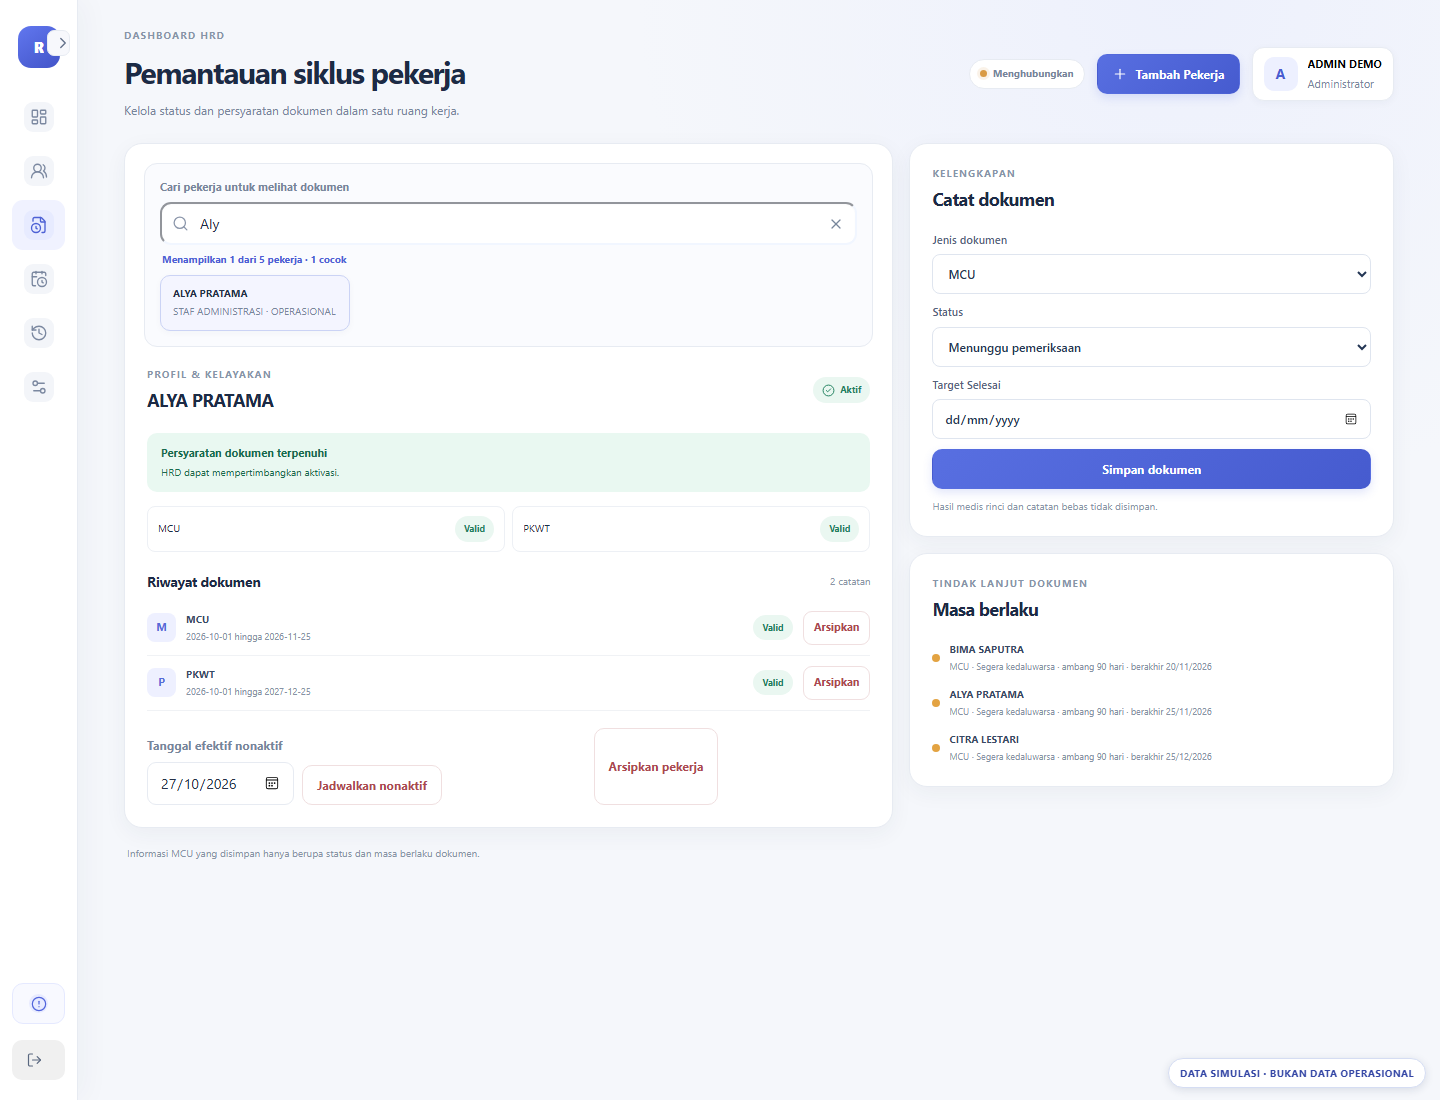 R
DASHBOARD HRD
Pemantauan siklus pekerja
Kelola status dan persyaratan dokumen dalam satu ruang kerja.
Menghubungkan
Tambah Pekerja
A
ADMIN DEMO
Administrator
Cari pekerja untuk melihat dokumen
Aly
Menampilkan 1 dari 5 pekerja · 1 cocok
ALYA PRATAMA
STAF ADMINISTRASI · OPERASIONAL
PROFIL & KELAYAKAN
ALYA PRATAMA
Aktif
Persyaratan dokumen terpenuhi
HRD dapat mempertimbangkan aktivasi.
MCU
Valid
PKWT
Valid
Riwayat dokumen
2 catatan
M
MCU
2026-10-01 hingga 2026-11-25
Valid
Arsipkan
P
PKWT
2026-10-01 hingga 2027-12-25
Valid
Arsipkan
Tanggal efektif nonaktif
27/10/2026
Jadwalkan nonaktif
Arsipkan pekerja
Informasi MCU yang disimpan hanya berupa status dan masa berlaku dokumen.
KELENGKAPAN
Catat dokumen
Jenis dokumen
MCU
Status
Menunggu pemeriksaan
Target Selesai
dd/mm/yyyy
Simpan dokumen
Hasil medis rinci dan catatan bebas tidak disimpan.
TINDAK LANJUT DOKUMEN
Masa berlaku
BIMA SAPUTRA
MCU · Segera kedaluwarsa · ambang 90 hari · berakhir 20/11/2026
ALYA PRATAMA
MCU · Segera kedaluwarsa · ambang 90 hari · berakhir 25/11/2026
CITRA LESTARI
MCU · Segera kedaluwarsa · ambang 90 hari · berakhir 25/12/2026
DATA SIMULASI · BUKAN DATA OPERASIONAL